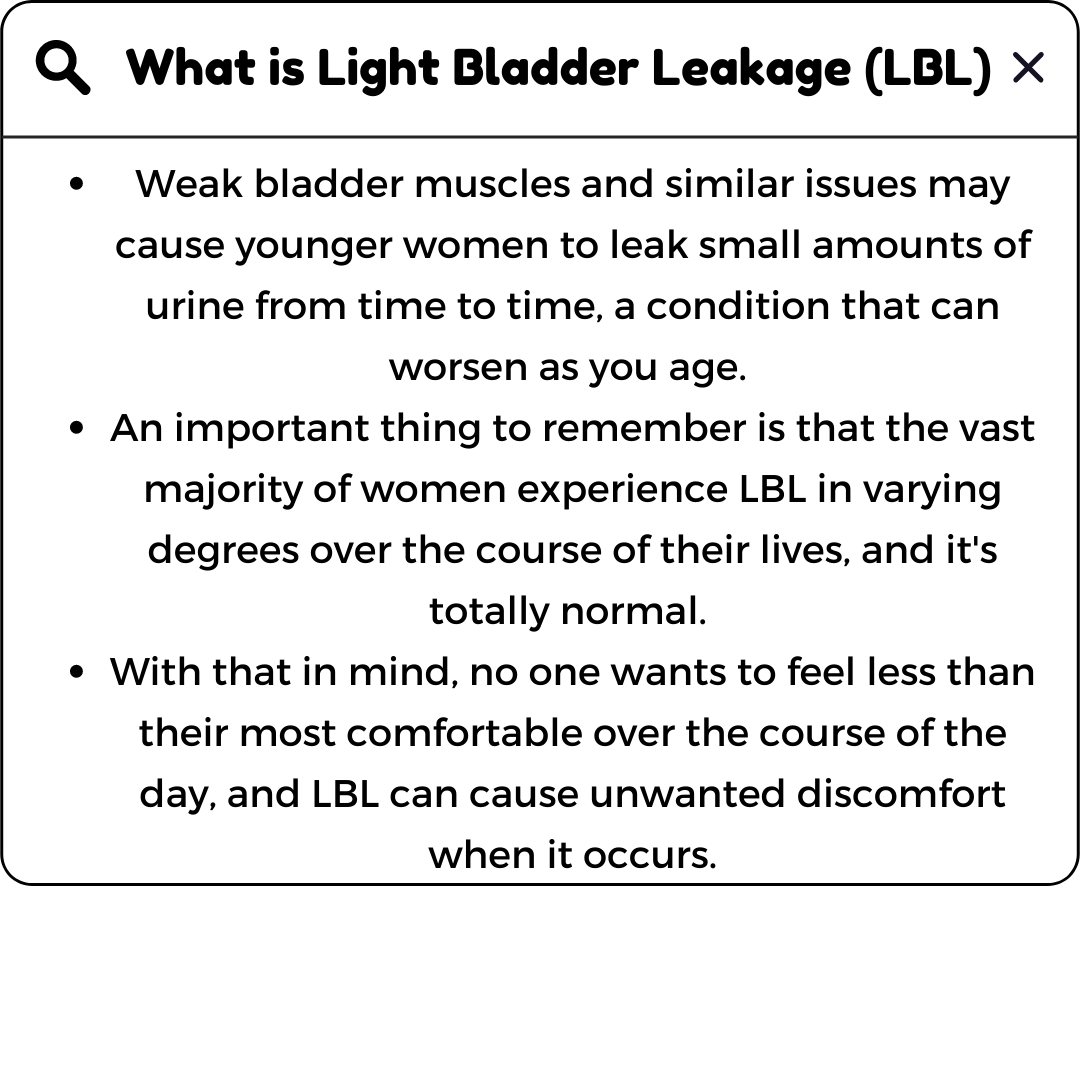 What is Light Bladder Leakage (LBL)
• Weak bladder muscles and similar issues may
cause younger women to leak small amounts of
urine from time to time, a condition that can
worsen as you age.
• An important thing to remember is that the vast
majority of women experience LBL in varying
degrees over the course of their lives, and it's
totally normal.
• With that in mind, no one wants to feel less than
their most comfortable over the course of the
day, and LBL can cause unwanted discomfort
when it occurs.